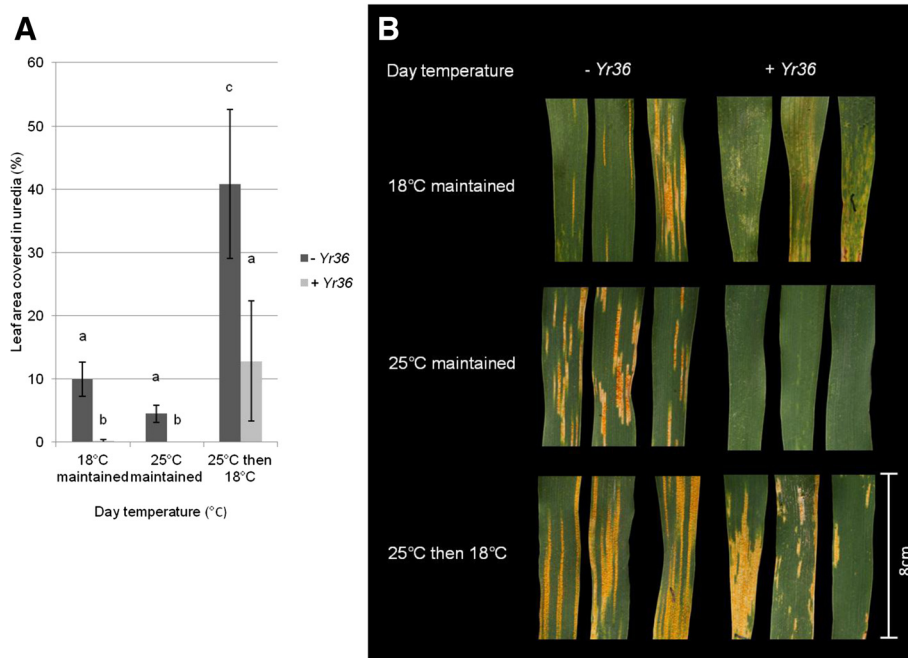 A
60
50
40
30
20
10
0
Leaf area covered in uredia (%)
a
b
a
b
c
a
18°C
maintained
25°C
maintained
25°C then
18°C
Day temperature (°C)
- Yr36
+ Yr36
B
Day temperature
- Yr36
+ Yr36
18°C maintained
25°C maintained
25°C then 18°C
8cm